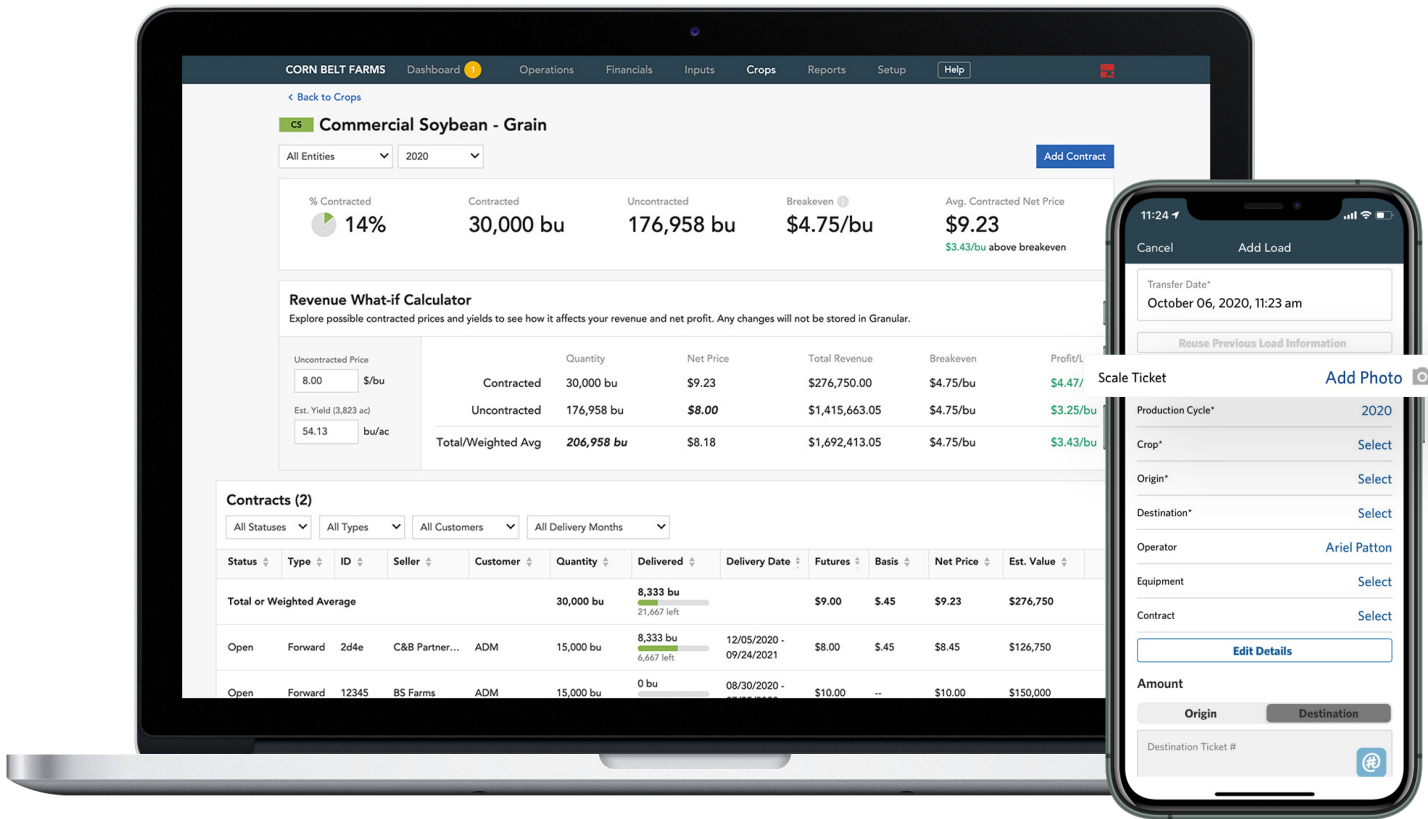 CORN BELT FARMS Dashboard 1 Operations Financials Inputs Crops Reports Setup Help
< Back to Crops
CS Commercial Soybean - Grain
All Entities 2020 Add Contract
% Contracted Contracted Uncontracted Breakeven Avg. Contracted Net Price
14% 30,000 bu 176,958 bu $4.75/bu $9.23
$3.43/bu above breakeven
Revenue What-if Calculator
Explore possible contracted prices and yields to see how it affects your revenue and net profit. Any changes will not be stored in Granular.
Uncontracted Price
8.00 $/bu
Est. Yield (3,823 ac)
54.13 bu/ac
Quantity Net Price Total Revenue Breakeven Profit/L
Contracted 30,000 bu $9.23 $276,750.00 $4.75/bu $4.47/
Uncontracted 176,958 bu $8.00 $1,415,663.05 $4.75/bu $3.25/bu
Total/Weighted Avg 206,958 bu $8.18 $1,692,413.05 $4.75/bu $3.43/bu
Contracts (2)
All Statuses All Types All Customers All Delivery Months
Status Type ID Seller Customer Quantity Delivered Delivery Date Futures Basis Net Price Est. Value
Total or Weighted Average 30,000 bu 8,333 bu $9.00 $.45 $9.23 $276,750
21,667 left
Open Forward 2d4e C&B Partner... ADM 15,000 bu 8,333 bu 12/05/2020 - $8.00 $.45 $8.45 $126,750
6,667 left 09/24/2021
Open Forward 12345 BS Farms ADM 15,000 bu 0 bu 08/30/2020 - $10.00 -- $10.00 $150,000
11:24
Cancel Add Load
Transfer Date*
October 06, 2020, 11:23 am
Reuse Previous Load Information
Scale Ticket Add Photo
Production Cycle* 2020
Crop* Select
Origin* Select
Destination* Select
Operator Ariel Patton
Equipment Select
Contract Select
Edit Details
Amount
Origin Destination
Destination Ticket #